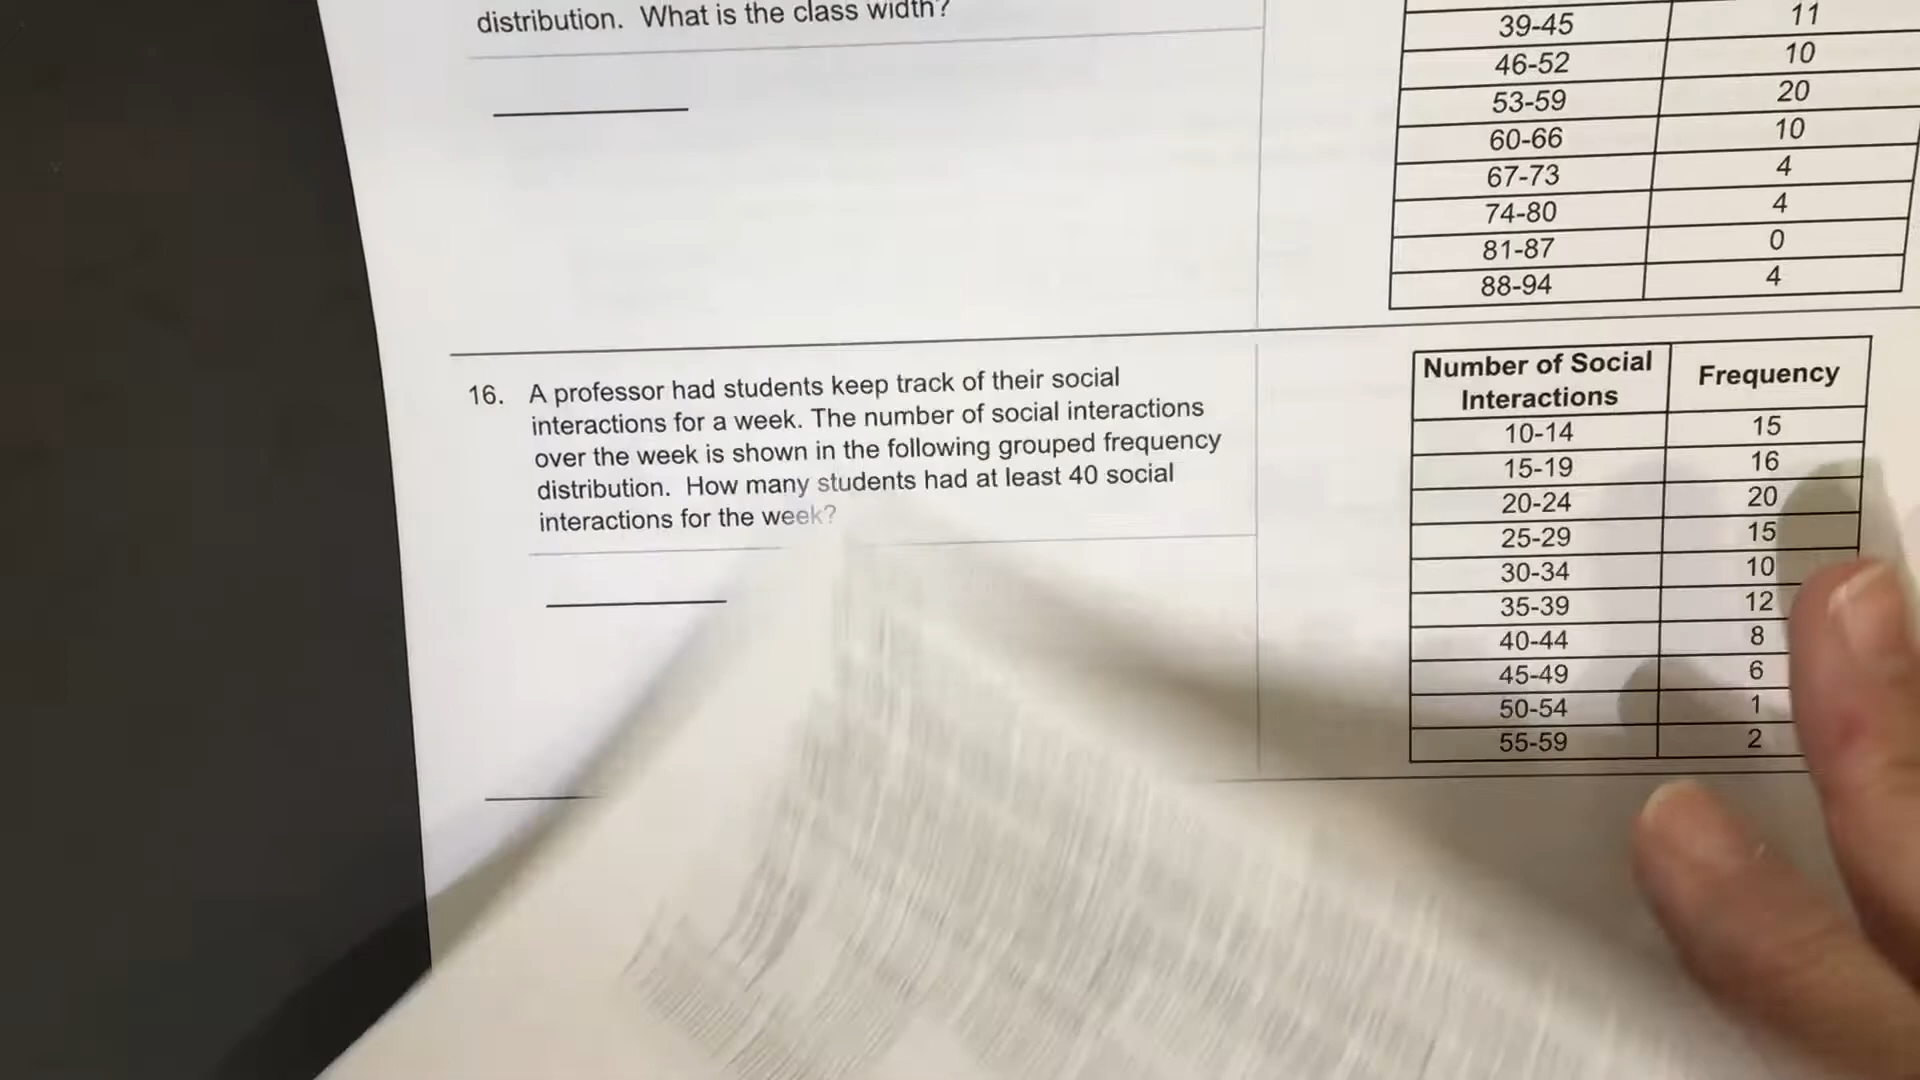 distribution. What is the class width?
39-45 11
46-52 10
53-59 20
60-66 10
67-73 4
74-80 4
81-87 0
88-94 4
16. A professor had students keep track of their social
interactions for a week. The number of social interactions
over the week is shown in the following grouped frequency
distribution. How many students had at least 40 social
interactions for the week?
Number of Social
Interactions
Frequency
10-14 15
15-19 16
20-24 20
25-29 15
30-34 10
35-39 12
40-44 8
45-49 6
50-54 1
55-59 2